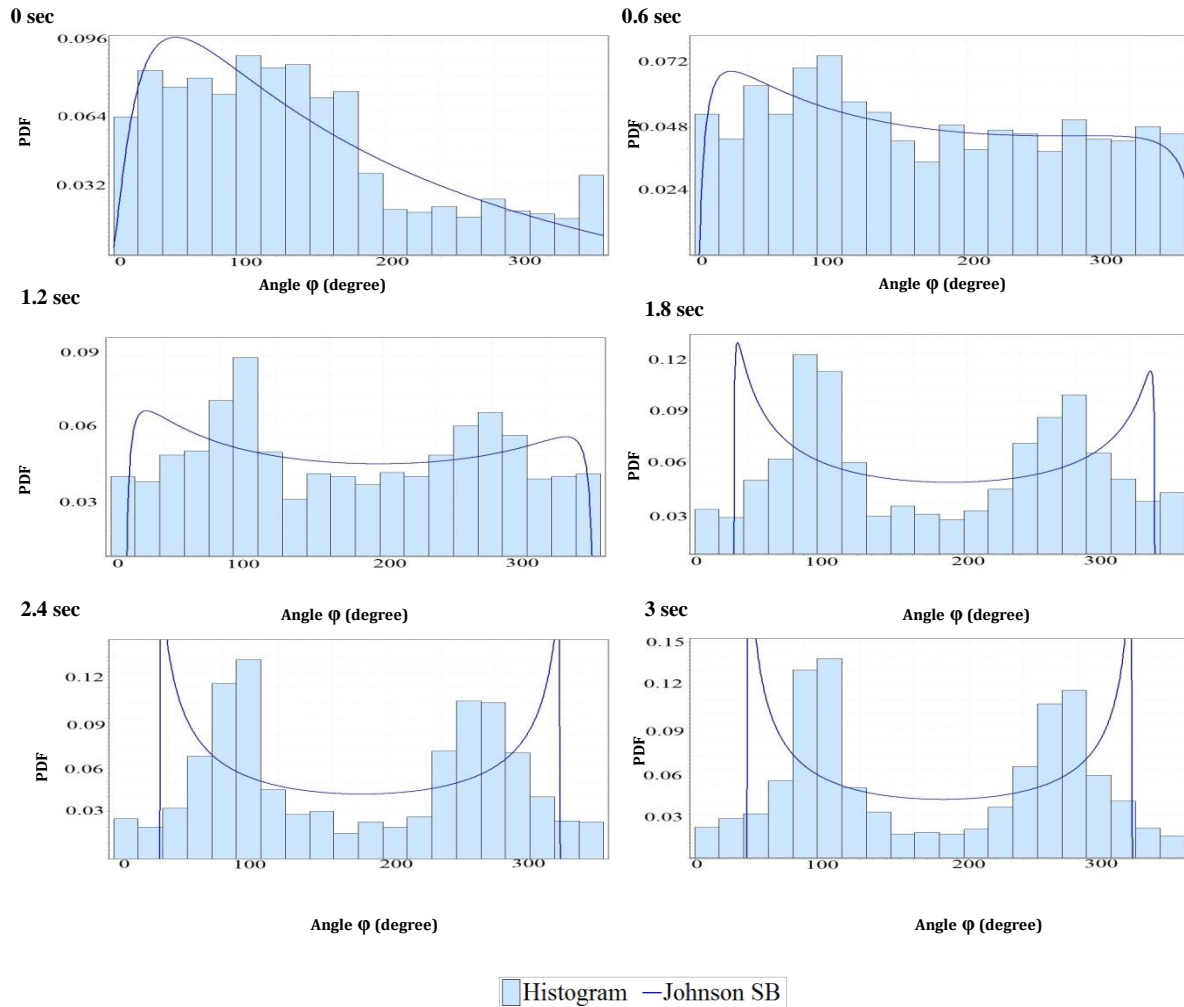 0 sec
0.096
0.064
0.032
PDF
0 100 200 300
Angle φ (degree)
0.6 sec
0.072
0.048
0.024
PDF
0 100 200 300
Angle φ (degree)
1.2 sec
0.09
0.06
0.03
PDF
0 100 200 300
Angle φ (degree)
1.8 sec
0.12
0.09
0.06
0.03
PDF
0 100 200 300
Angle φ (degree)
2.4 sec
0.12
0.09
0.06
0.03
PDF
0 100 200 300
Angle φ (degree)
3 sec
0.15
0.12
0.09
0.06
0.03
PDF
0 100 200 300
Angle φ (degree)
Histogram Johnson SB